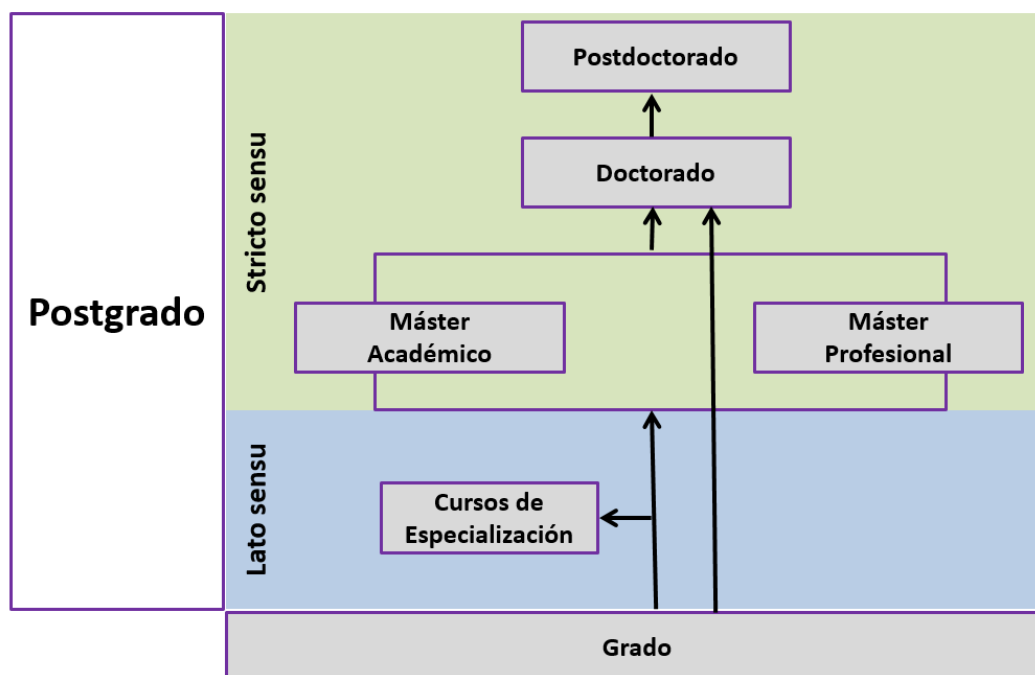 Postgrado
Stricto sensu
Postdoctorado
Doctorado
Máster
Académico
Máster
Profesional
Lato sensu
Cursos de
Especialización
Grado